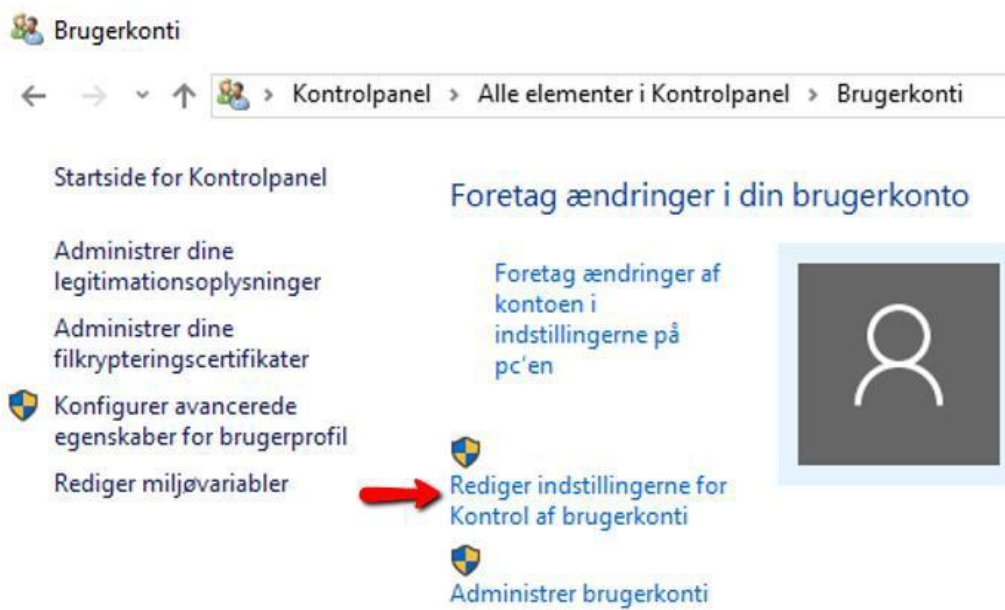 Brugerkonti
Kontrolpanel > Alle elementer i Kontrolpanel > Brugerkonti
Startside for Kontrolpanel
Administrer dine
legitimationsoplysninger
Administrer dine
filkrypteringscertifikater
Konfigurer avancerede
egenskaber for brugerprofil
Rediger miljøvariabler
Foretag ændringer i din brugerkonto
Foretag ændringer af
kontoen i
indstillingerne på
pc'en
Rediger indstillingerne for
Kontrol af brugerkonti
Administrer brugerkonti